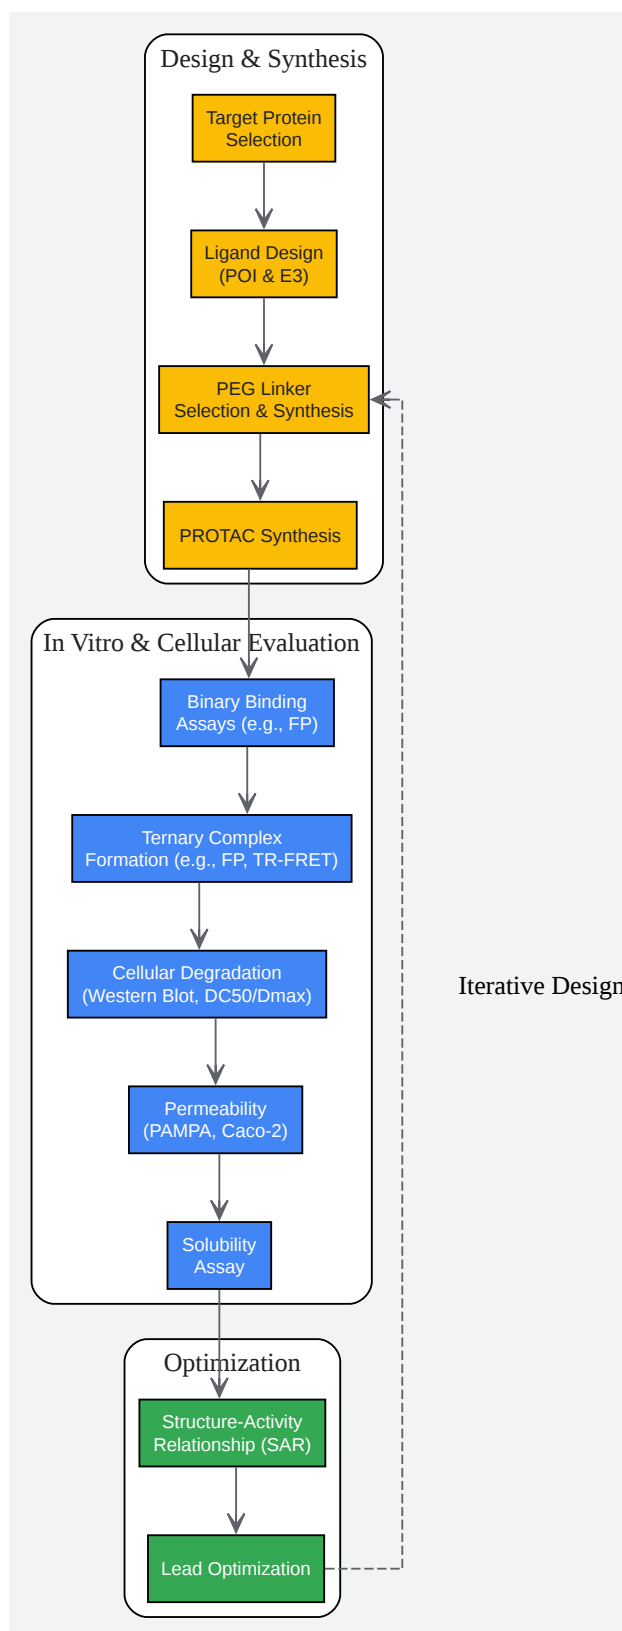 Design & Synthesis
Target Protein
Selection
Ligand Design
(POI & E3)
PEG Linker
Selection & Synthesis
PROTAC Synthesis
In Vitro & Cellular Evaluation
Binary Binding
Assays (e.g., FP)
Ternary Complex
Formation (e.g., FP, TR-FRET)
Cellular Degradation
(Western Blot, DC50/Dmax)
Iterative Design
Permeability
(PAMPA, Caco-2)
Solubility
Assay
Optimization
Structure-Activity
Relationship (SAR)
Lead Optimization